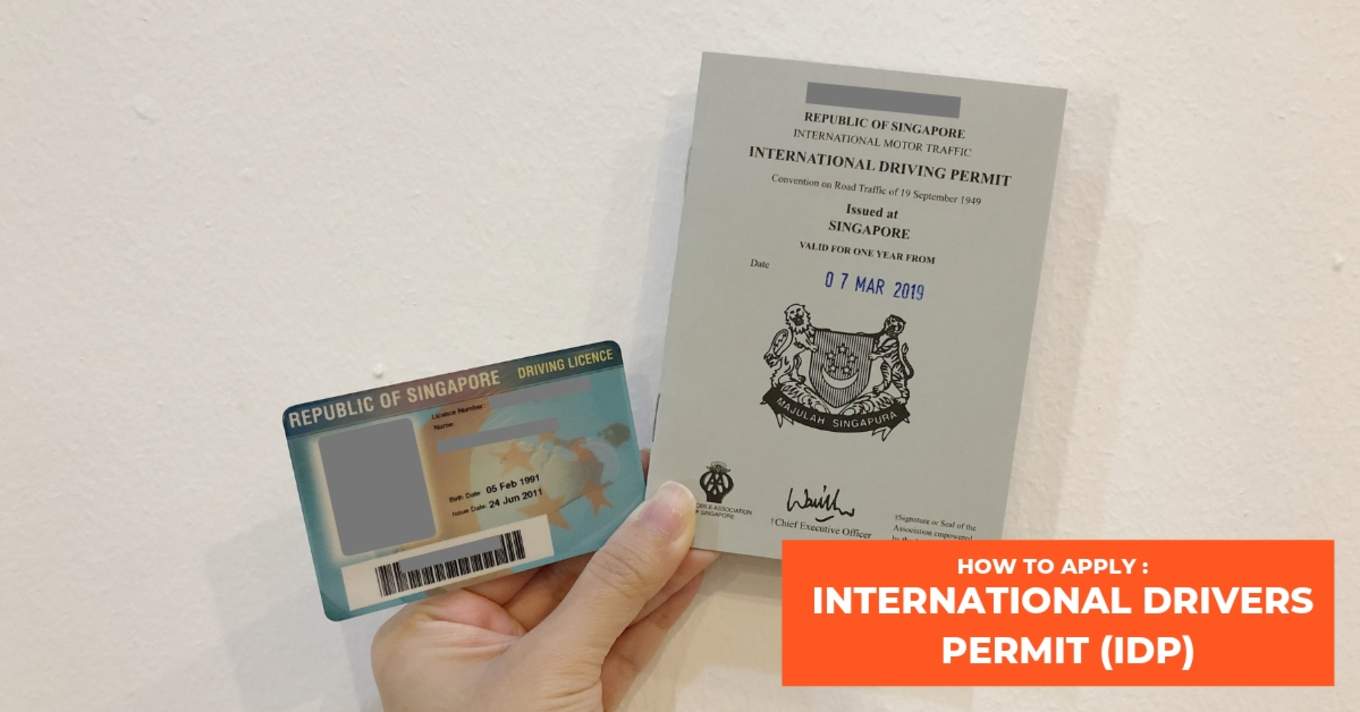 REPUBLIC OF SINGAPORE
INTERNATIONAL MOTOR TRAFFIC
INTERNATIONAL DRIVING PERMIT
Convention on Road Traffic of 19 September 1949
Issued at
SINGAPORE
VALID FOR ONE YEAR FROM
Date
07 MAR 2019
MAJULAH SINGAPURA
AA
OF SINGAPORE
†Chief Executive Officer
†Signature or Seal of the
Association empowered
REPUBLIC OF SINGAPORE DRIVING LICENCE
Licence Number:
Name:
Birth Date: 05 Feb 1991
Issue Date: 24 Jun 2011
HOW TO APPLY :
INTERNATIONAL DRIVERS
PERMIT (IDP)